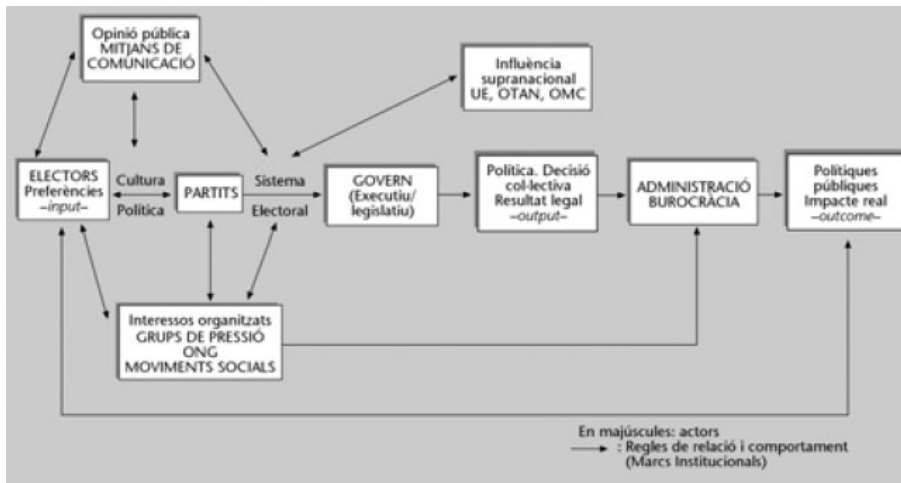 Opinió pública
MITJANS DE
COMUNICACIÓ
Influència
supranacional
UE, OTAN, OMC
ELECTORS
Preferències
–input–
Cultura
Política
PARTITS
Sistema
Electoral
GOVERN
(Executiu/
legislatiu)
Política. Decisió
col·lectiva
Resultat legal
–output–
ADMINISTRACIÓ
BUROCRÀCIA
Polítiques
públiques
Impacte real
–outcome–
Interessos organitzats
GRUPS DE PRESSIÓ
ONG
MOVIMENTS SOCIALS
En majúscules: actors
: Regles de relació i comportament
(Marcs Institucionals)